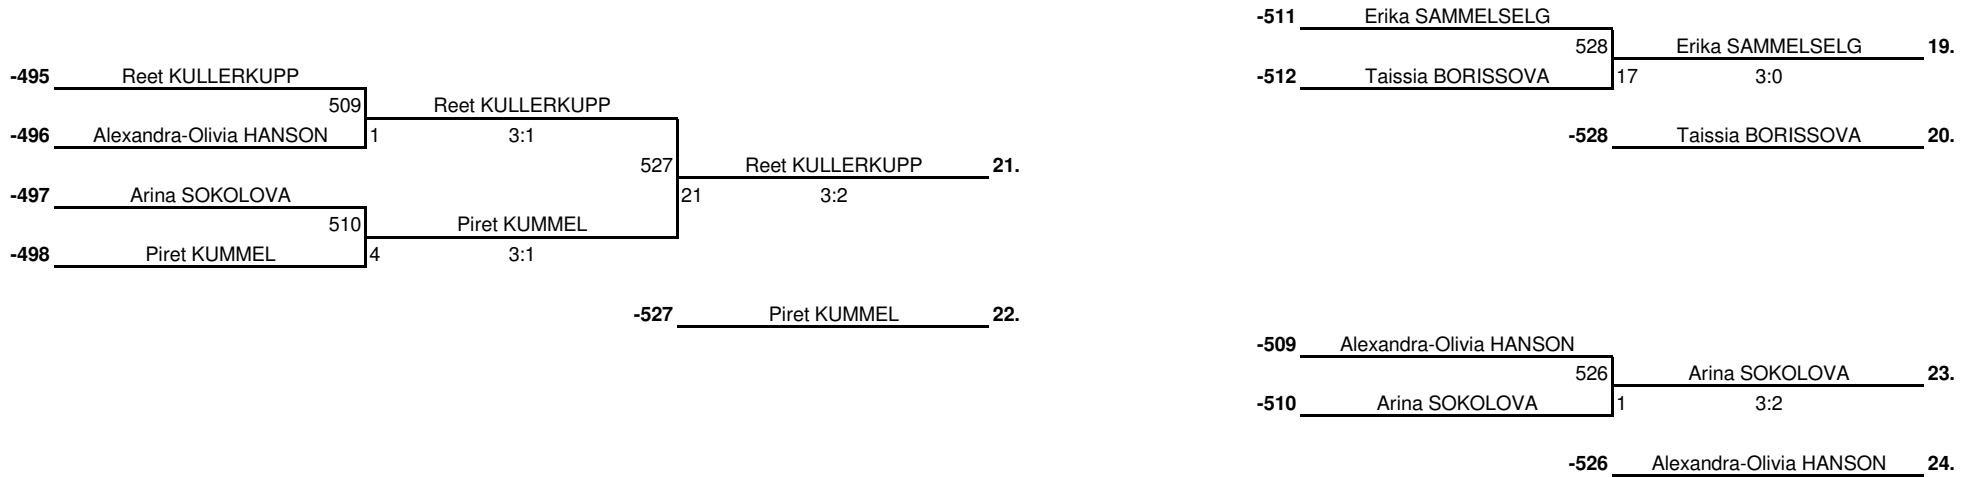 -511 Erika SAMMELSELG
528 Erika SAMMELSELG 19.
-495 Reet KULLERKUPP -512 Taissia BORISSOVA 17 3:0
509 Reet KULLERKUPP
-496 Alexandra-Olivia HANSON 1 3:1 -528 Taissia BORISSOVA 20.
527 Reet KULLERKUPP 21.
-497 Arina SOKOLOVA 21 3:2
510 Piret KUMMEL
-498 Piret KUMMEL 4 3:1
-527 Piret KUMMEL 22.
-509 Alexandra-Olivia HANSON
526 Arina SOKOLOVA 23.
-510 Arina SOKOLOVA 1 3:2
-526 Alexandra-Olivia HANSON 24.